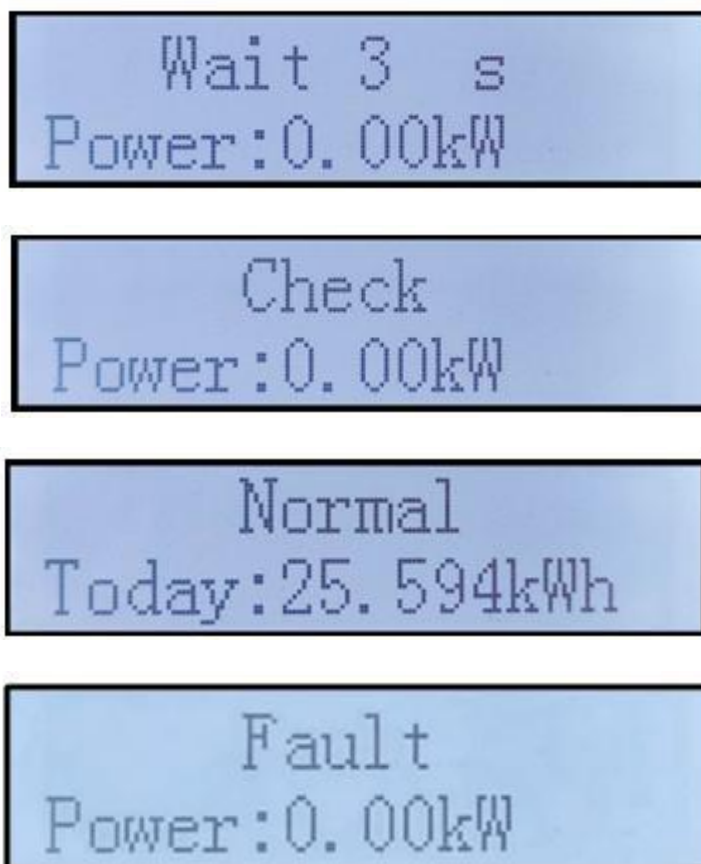 Wait 3 s
Power:0.00kW
Check
Power:0.00kW
Normal
Today:25.594kWh
Fault
Power:0.00kW